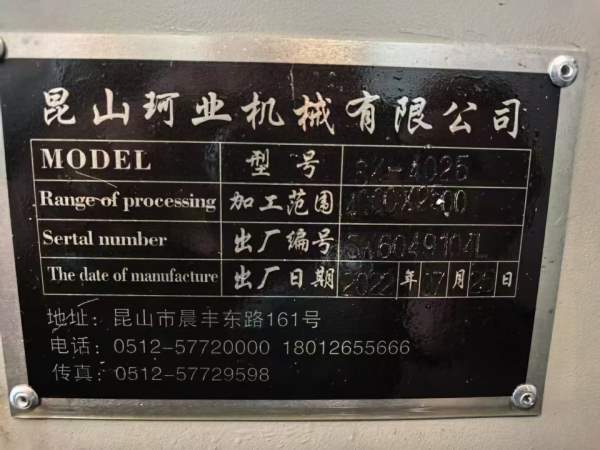 昆山珂业机械有限公司
MODEL 型号 -4025
Range of processing 加工范围
Sertal number 出厂编号
The date of manufacture 出厂日期 2022 年 07 月 日
地址：昆山市晨丰东路161号
电话：0512-57720000 18012655666
传真：0512-57729598